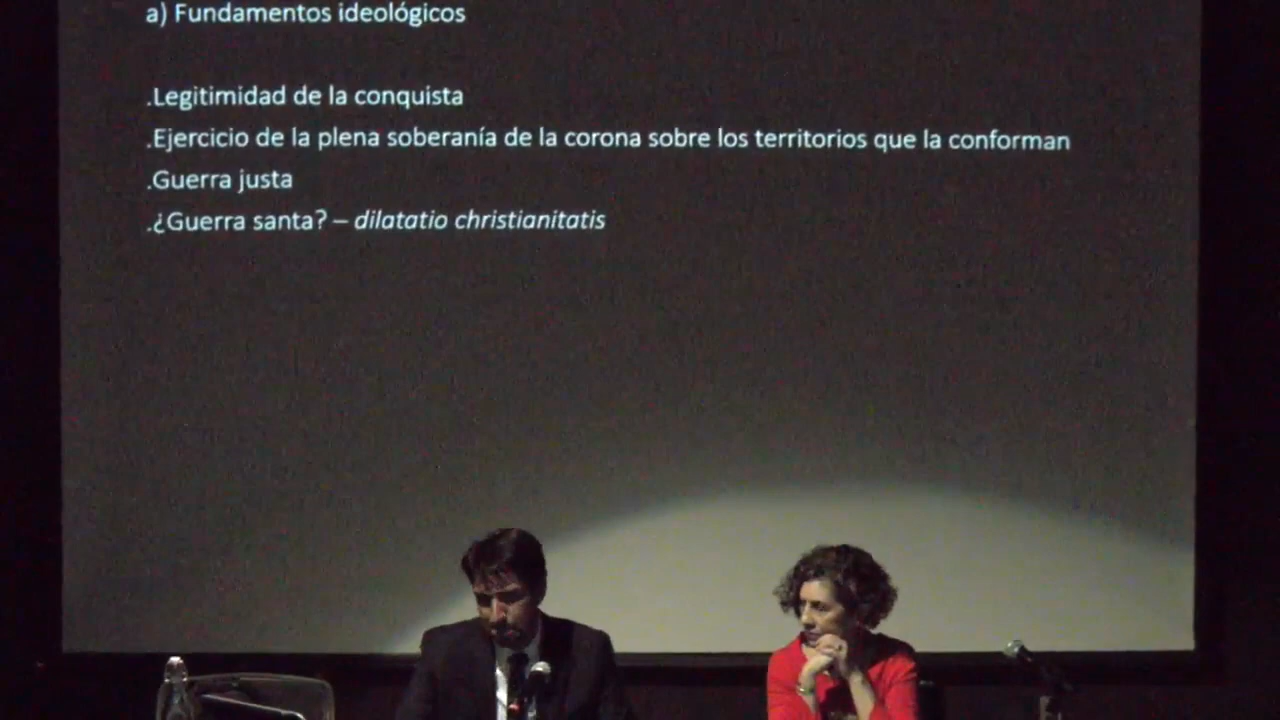 a) Fundamentos ideológicos
.Legitimidad de la conquista
.Ejercicio de la plena soberanía de la corona sobre los territorios que la conforman
.Guerra justa
.¿Guerra santa? – dilatatio christianitatis